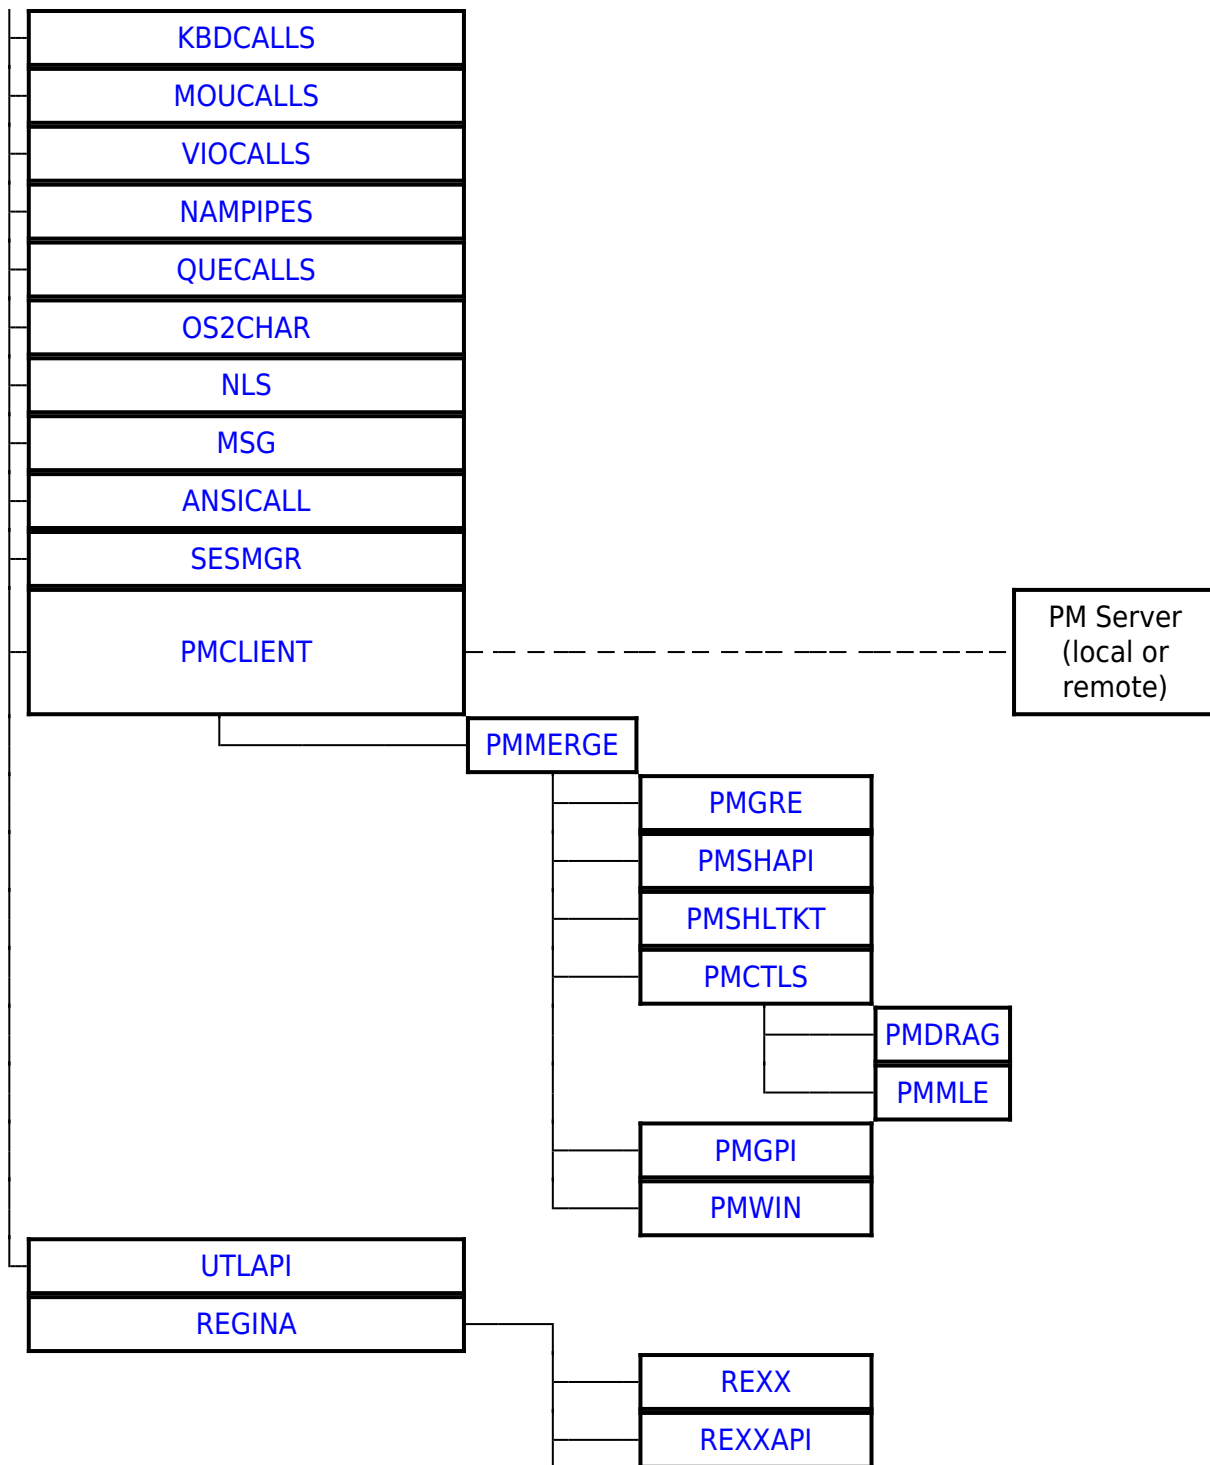 KBDCALLS
MOUCALLS
VIOCALLS
NAMPIPES
QUECALLS
OS2CHAR
NLS
MSG
ANSICALL
SESMGR
PMCLIENT
PM Server
(local or
remote)
PMMERGE
PMGRE
PMSHAPI
PMSHLTKT
PMCTLS
PMDRAG
PMMLE
PMGPI
PMWIN
UTLAPI
REGINA
REXX
REXXAPI